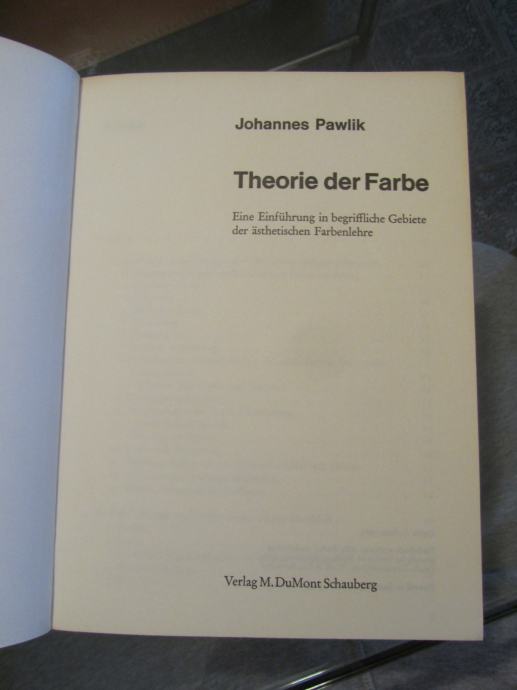 Johannes Pawlik
Theorie der Farbe
Eine Einführung in begriffliche Gebiete
der ästhetischen Farbenlehre
Verlag M. DuMont Schauberg